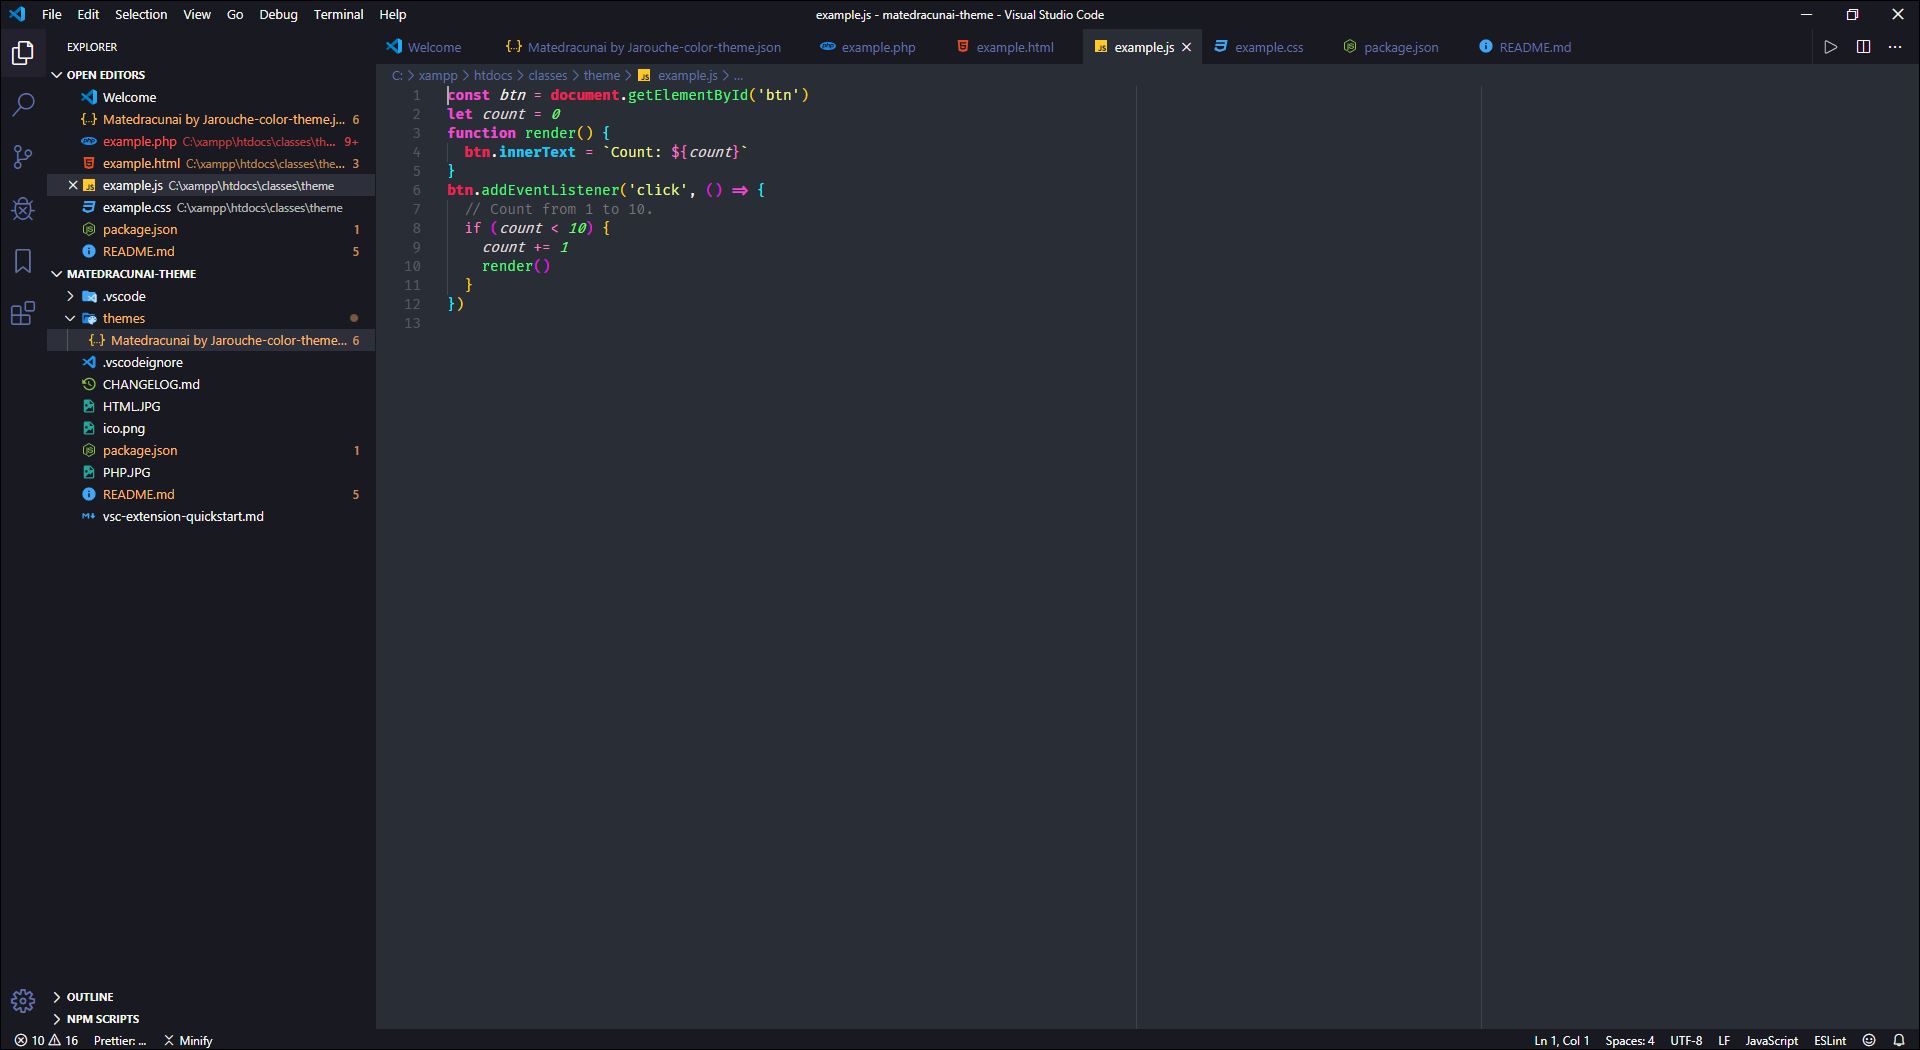 File Edit Selection View Go Debug Terminal Help
example.js - matedracunai-theme - Visual Studio Code
EXPLORER
OPEN EDITORS
Welcome
Matedracunai by Jarouche-color-theme.j... 6
example.php C:\xampp\htdocs\classes\th... 9+
example.html C:\xampp\htdocs\classes\the... 3
example.js C:\xampp\htdocs\classes\theme
example.css C:\xampp\htdocs\classes\theme
package.json 1
README.md 5
MATEDRACUNAI-THEME
.vscode
themes
Matedracunai by Jarouche-color-theme... 6
.vscodeignore
CHANGELOG.md
HTML.JPG
ico.png
package.json 1
PHP.JPG
README.md 5
vsc-extension-quickstart.md
OUTLINE
NPM SCRIPTS
Welcome
Matedracunai by Jarouche-color-theme.json
example.php
example.html
example.js
example.css
package.json
README.md
C: > xampp > htdocs > classes > theme > JS example.js > ...
1 const btn = document.getElementById('btn')
2 let count = 0
3 function render() {
4 btn.innerText = `Count: ${count}`
5 }
6 btn.addEventListener('click', () => {
7 // Count from 1 to 10.
8 if (count < 10) {
9 count += 1
10 render()
11 }
12 })
13
10 16 Prettier: ... Minify
Ln 1, Col 1 Spaces: 4 UTF-8 LF JavaScript ESLint